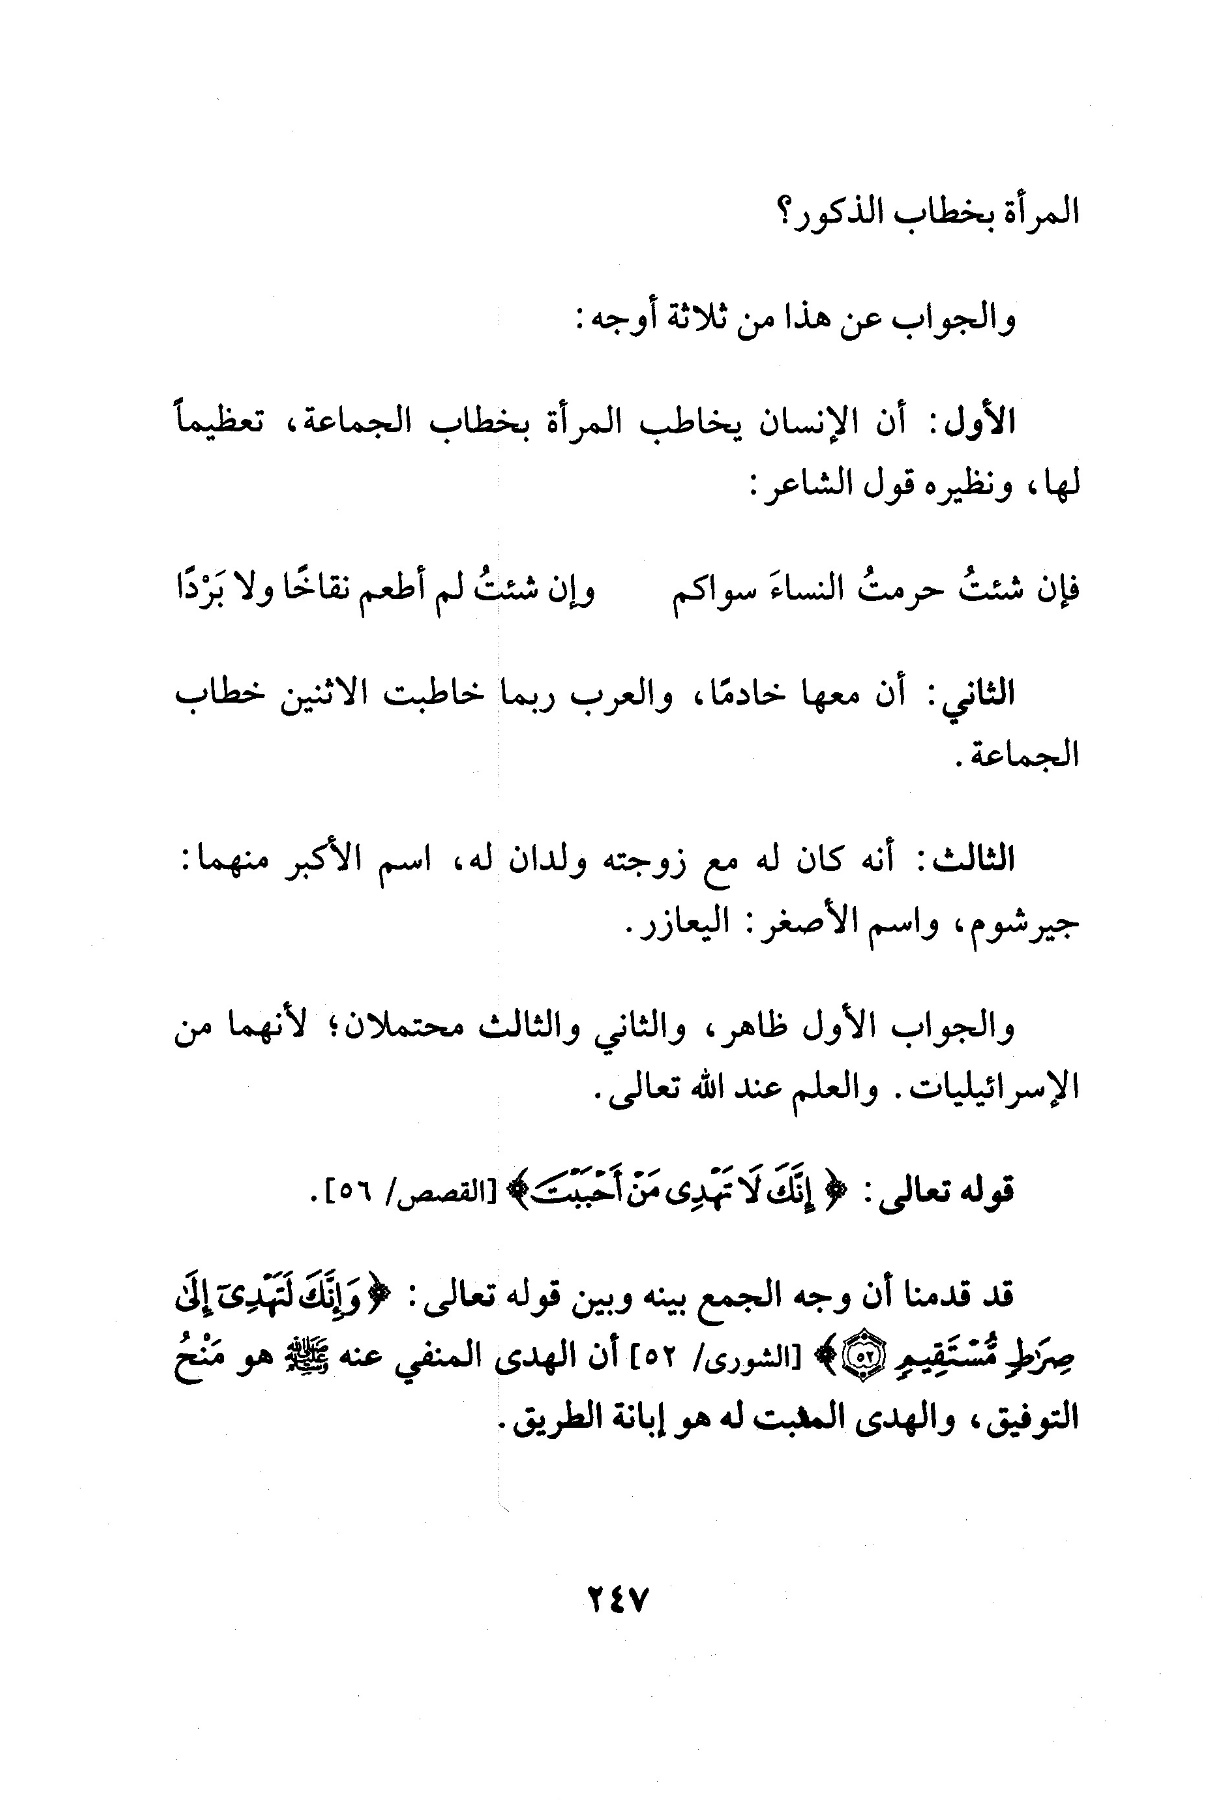 المرأة بخطاب الذكور؟
والجواب عن هذا من ثلاثة أوجه:
الأول: أن الإنسان يخاطب المرأة بخطاب الجماعة، تعظيماً
لها، ونظيره قول الشاعر:
فإن شئتُ حرمتُ النساءَ سواكم وإن شئتُ لم أطعم نقاخًا ولا بَرْدًا
الثاني: أن معها خادمًا، والعرب ربما خاطبت الاثنين خطاب
الجماعة.
الثالث: أنه كان له مع زوجته ولدان له، اسم الأكبر منهما:
جيرشوم، واسم الأصغر: اليعازر.
والجواب الأول ظاهر، والثاني والثالث محتملان؛ لأنهما من
الإسرائيليات. والعلم عند الله تعالى.
قوله تعالى: ﴿إِنَّكَ لَا تَهْدِى مَنْ أَحْبَبْتَ﴾ [القصص/ ٥٦].
قد قدمنا أن وجه الجمع بينه وبين قوله تعالى: ﴿وَإِنَّكَ لَتَهْدِىٓ إِلَىٰ
صِرَٰطٍ مُّسْتَقِيمٍ ٥٢﴾ [الشورى/ ٥٢] أن الهدى المنفي عنه ﷺ هو مَنْحُ
التوفيق، والهدى المثبت له هو إبانة الطريق.
٢٤٧